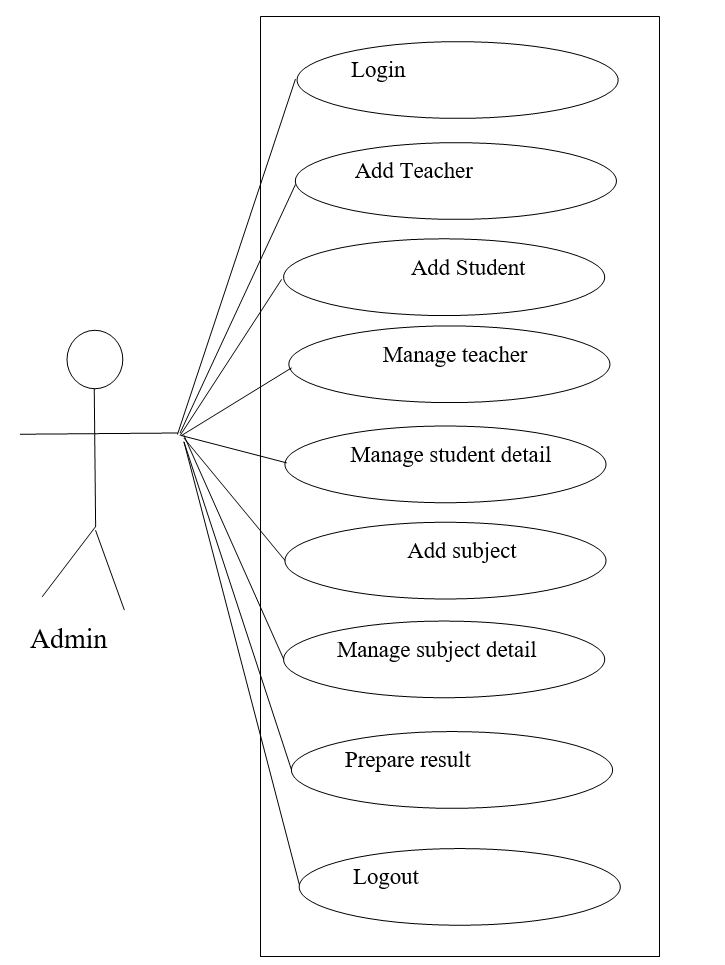 Login
Add Teacher
Add Student
Manage teacher
Manage student detail
Add subject
Manage subject detail
Prepare result
Logout
Admin